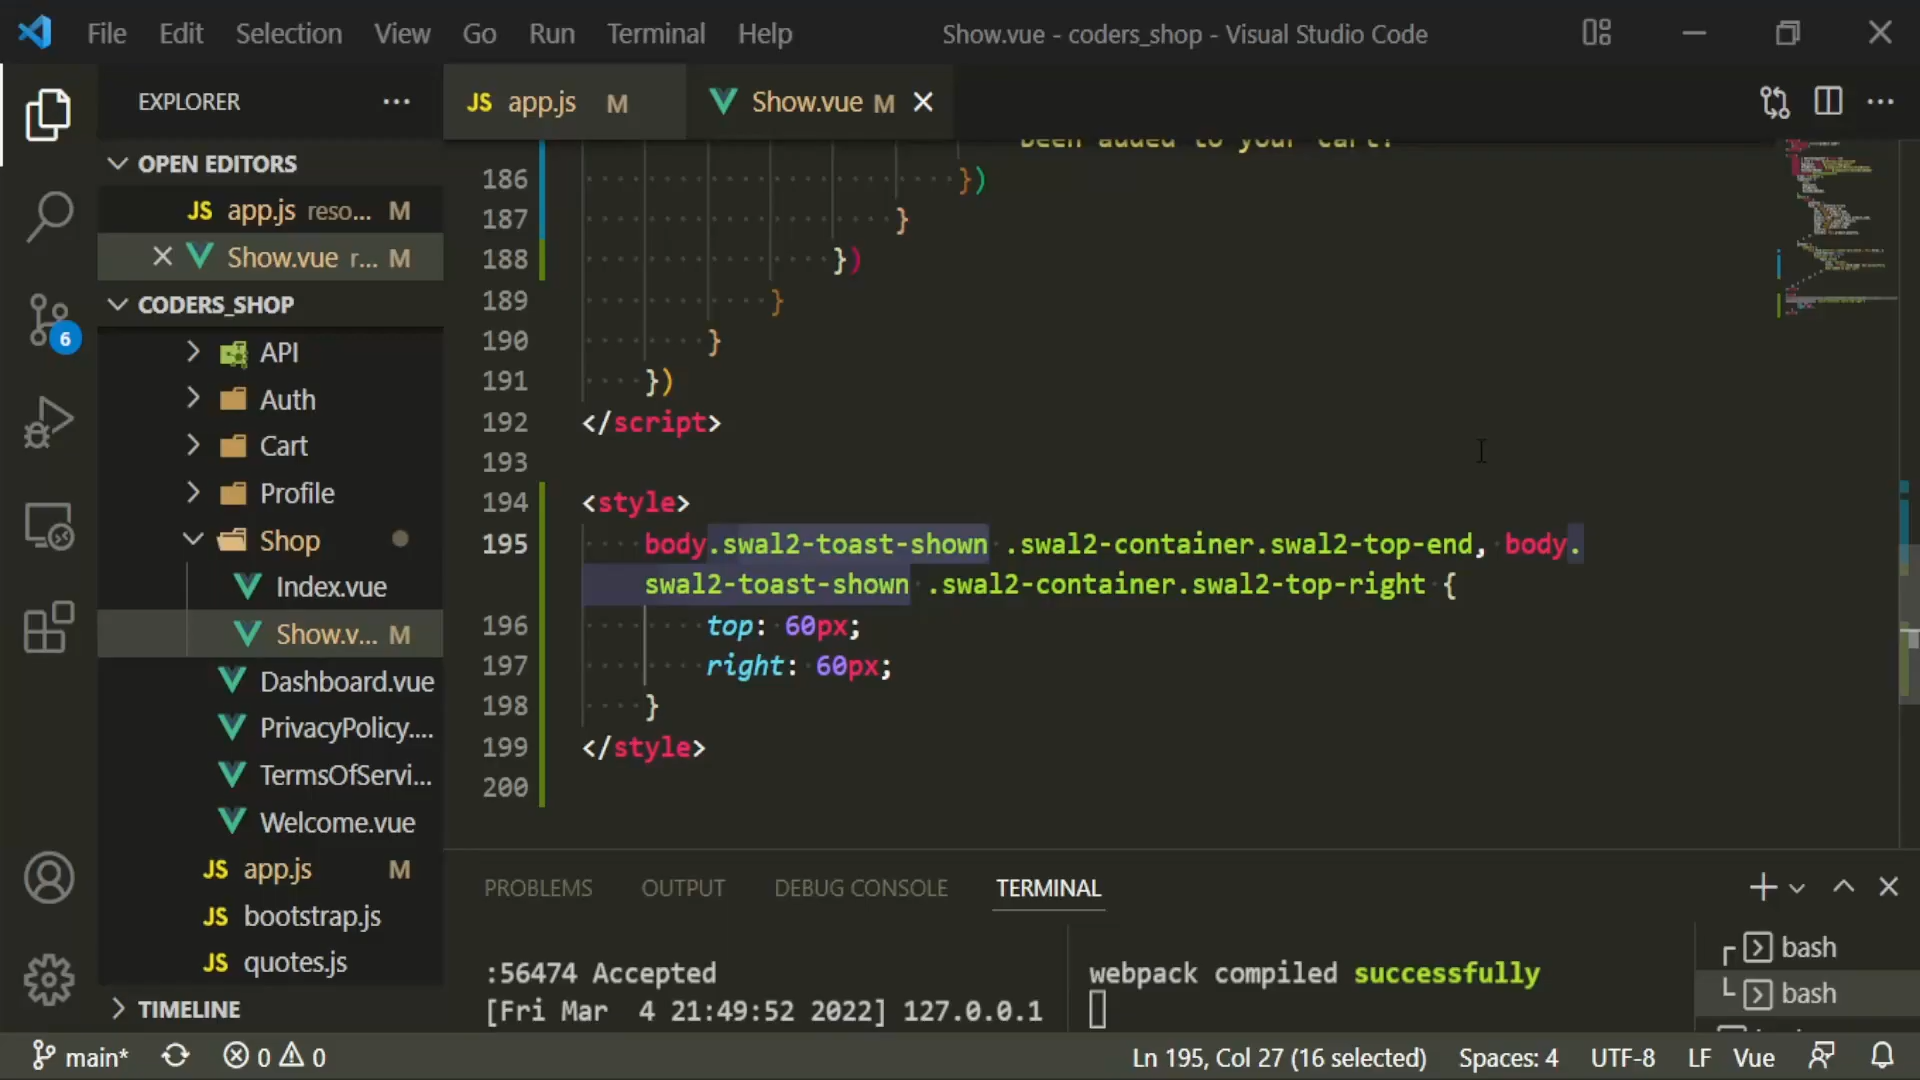 File Edit Selection View Go Run Terminal Help Show.vue - coders_shop - Visual Studio Code
EXPLORER
JS app.js M
Show.vue M
OPEN EDITORS
JS app.js reso... M
Show.vue r... M
CODERS_SHOP
API
Auth
Cart
Profile
Shop
Index.vue
Show.v... M
Dashboard.vue
PrivacyPolicy....
TermsOfServi...
Welcome.vue
JS app.js M
JS bootstrap.js
JS quotes.js
TIMELINE
6
been added to your cart!
186 })
187 }
188 })
189 }
190 }
191 })
192 </script>
193
194 <style>
195 body.swal2-toast-shown .swal2-container.swal2-top-end, body.
swal2-toast-shown .swal2-container.swal2-top-right {
196 top: 60px;
197 right: 60px;
198 }
199 </style>
200
PROBLEMS OUTPUT DEBUG CONSOLE TERMINAL
:56474 Accepted
[Fri Mar 4 21:49:52 2022] 127.0.0.1
webpack compiled successfully
bash
bash
main* 0 0 Ln 195, Col 27 (16 selected) Spaces: 4 UTF-8 LF Vue